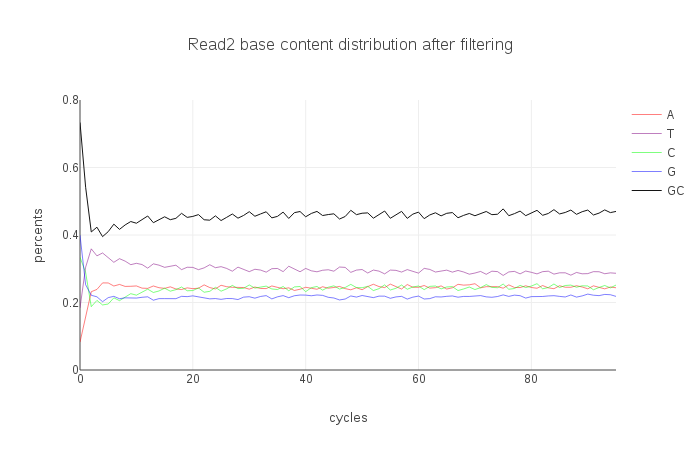 Read2 base content distribution after filtering
0.8
0.6
0.4
0.2
0
0
20
40
60
80
percents
cycles
A
T
C
G
GC